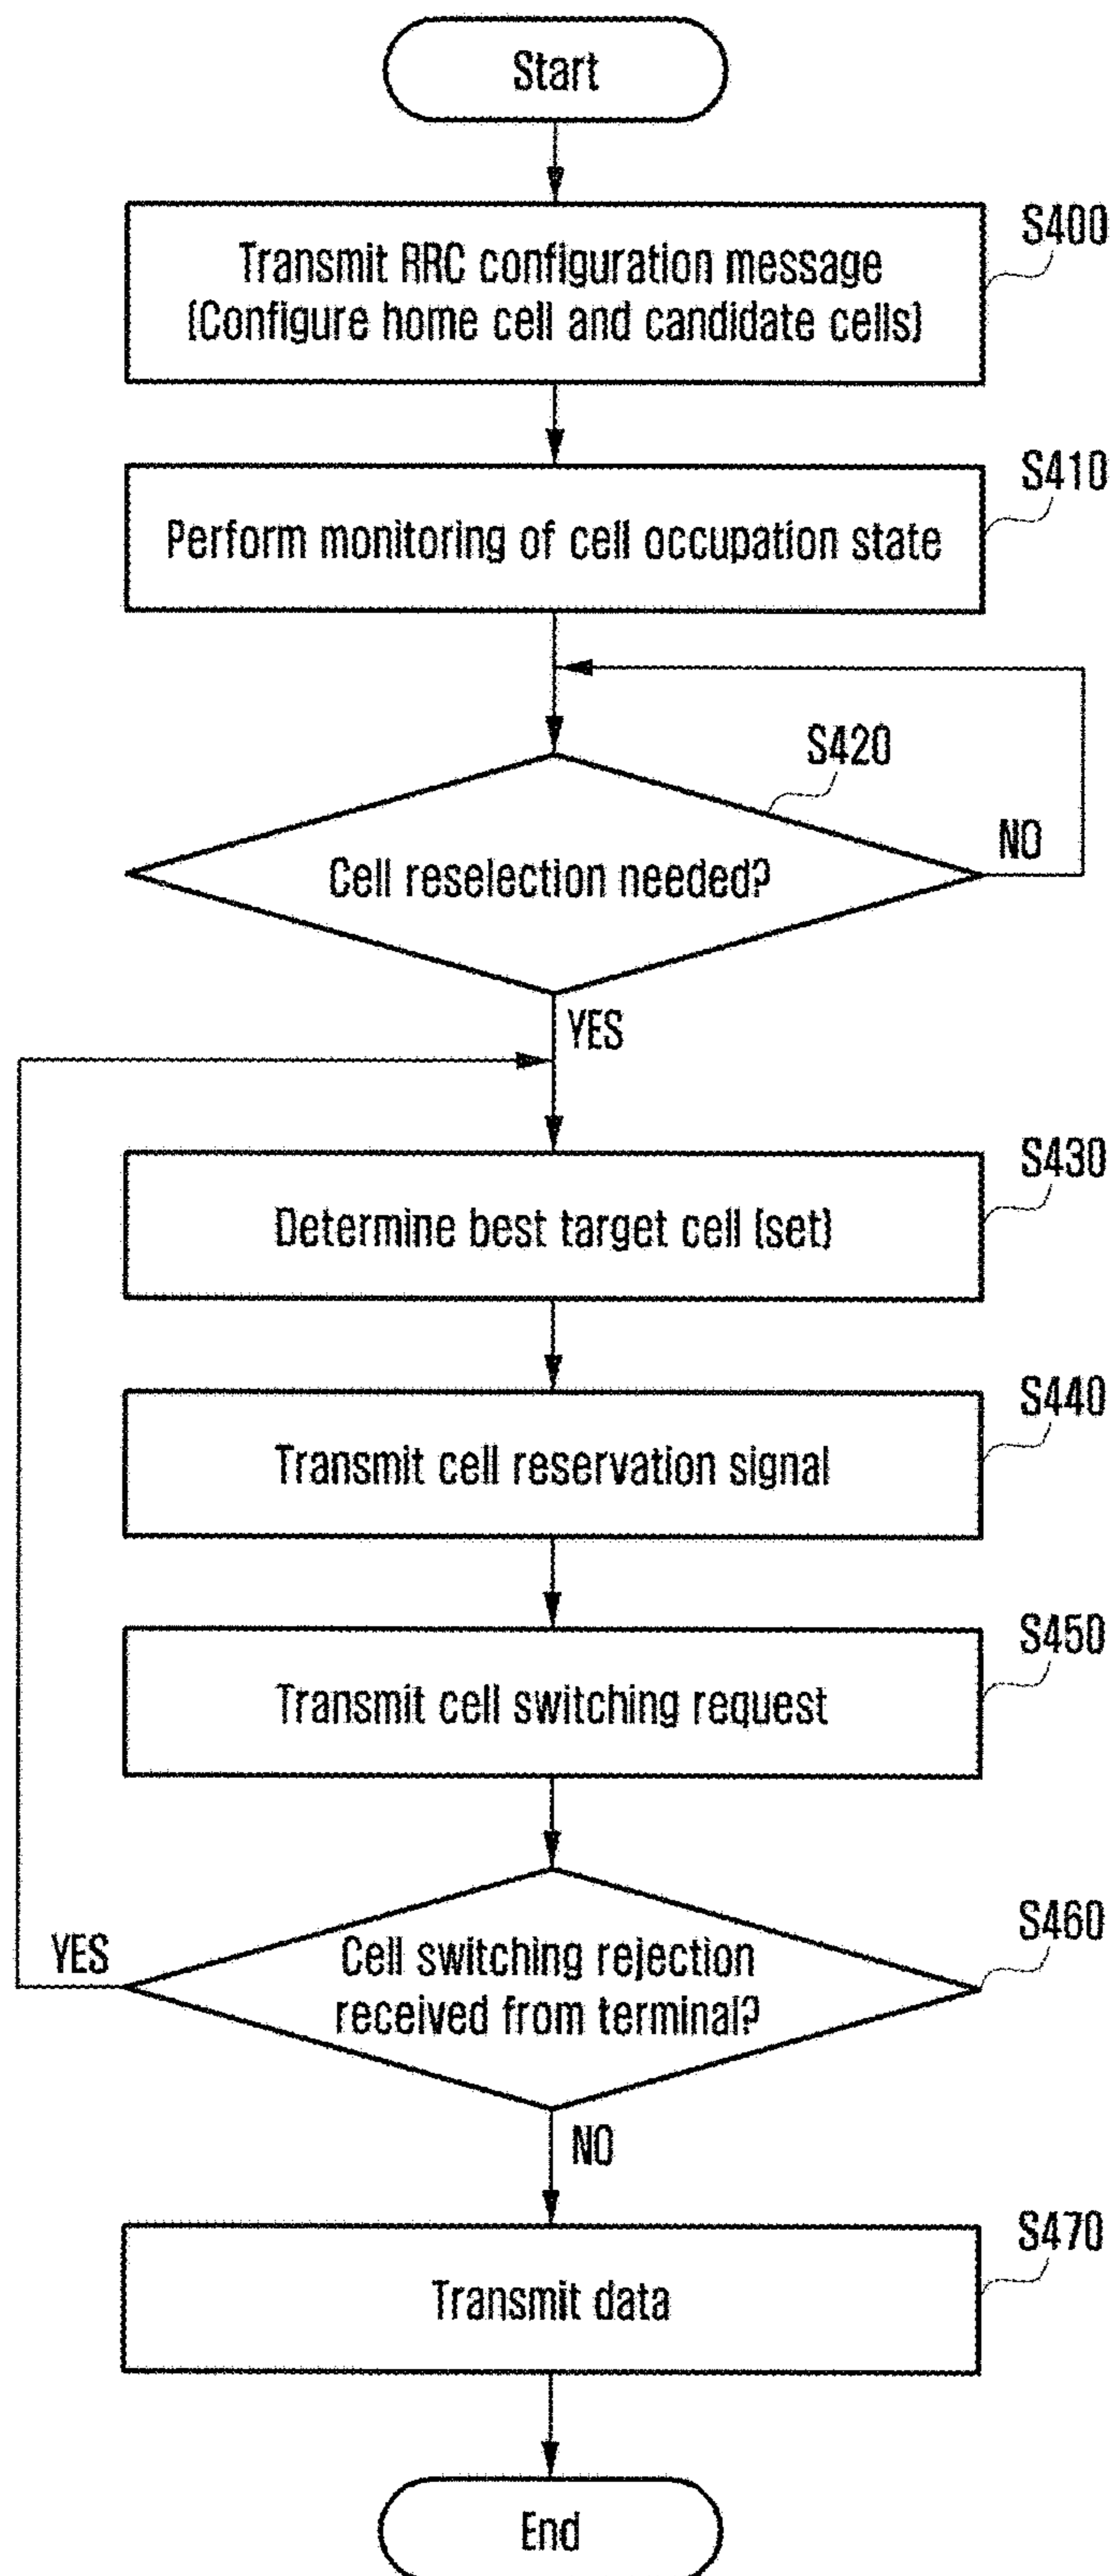 Start
S400
Transmit RRC configuration message
(Configure home cell and candidate cells)
S410
Perform monitoring of cell occupation state
S420
Cell reselection needed?
NO
YES
S430
Determine best target cell (set)
S440
Transmit cell reservation signal
S450
Transmit cell switching request
S460
YES
Cell switching rejection
received from terminal?
NO
S470
Transmit data
End